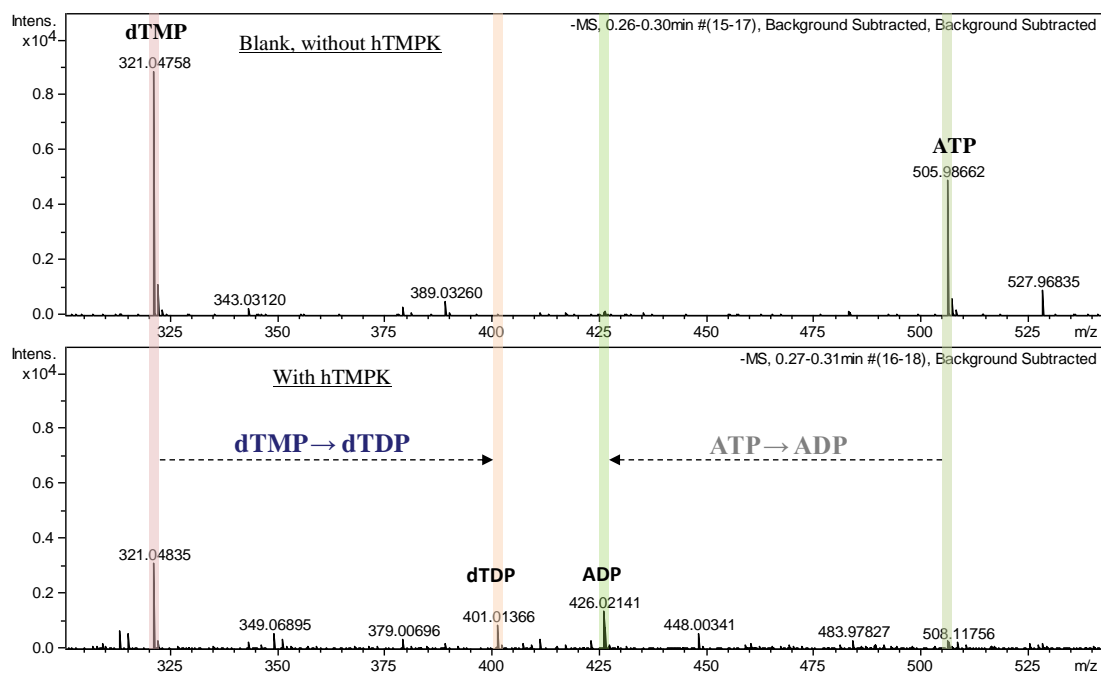 Intens.
x10⁴
-MS, 0.26-0.30min #(15-17), Background Subtracted, Background Subtracted
dTMP
Blank, without hTMPK
321.04758
0.8
0.6
ATP
505.98662
0.4
0.2
343.03120
389.03260
527.96835
0.0
325 350 375 400 425 450 475 500 525 m/z
Intens.
x10⁴
-MS, 0.27-0.31min #(16-18), Background Subtracted
With hTMPK
0.8
dTMP→dTDP
ATP→ADP
0.6
0.4
321.04835
dTDP
ADP
0.2
401.01366
426.02141
349.06895
379.00696
448.00341
483.97827
508.11756
0.0
325 350 375 400 425 450 475 500 525 m/z